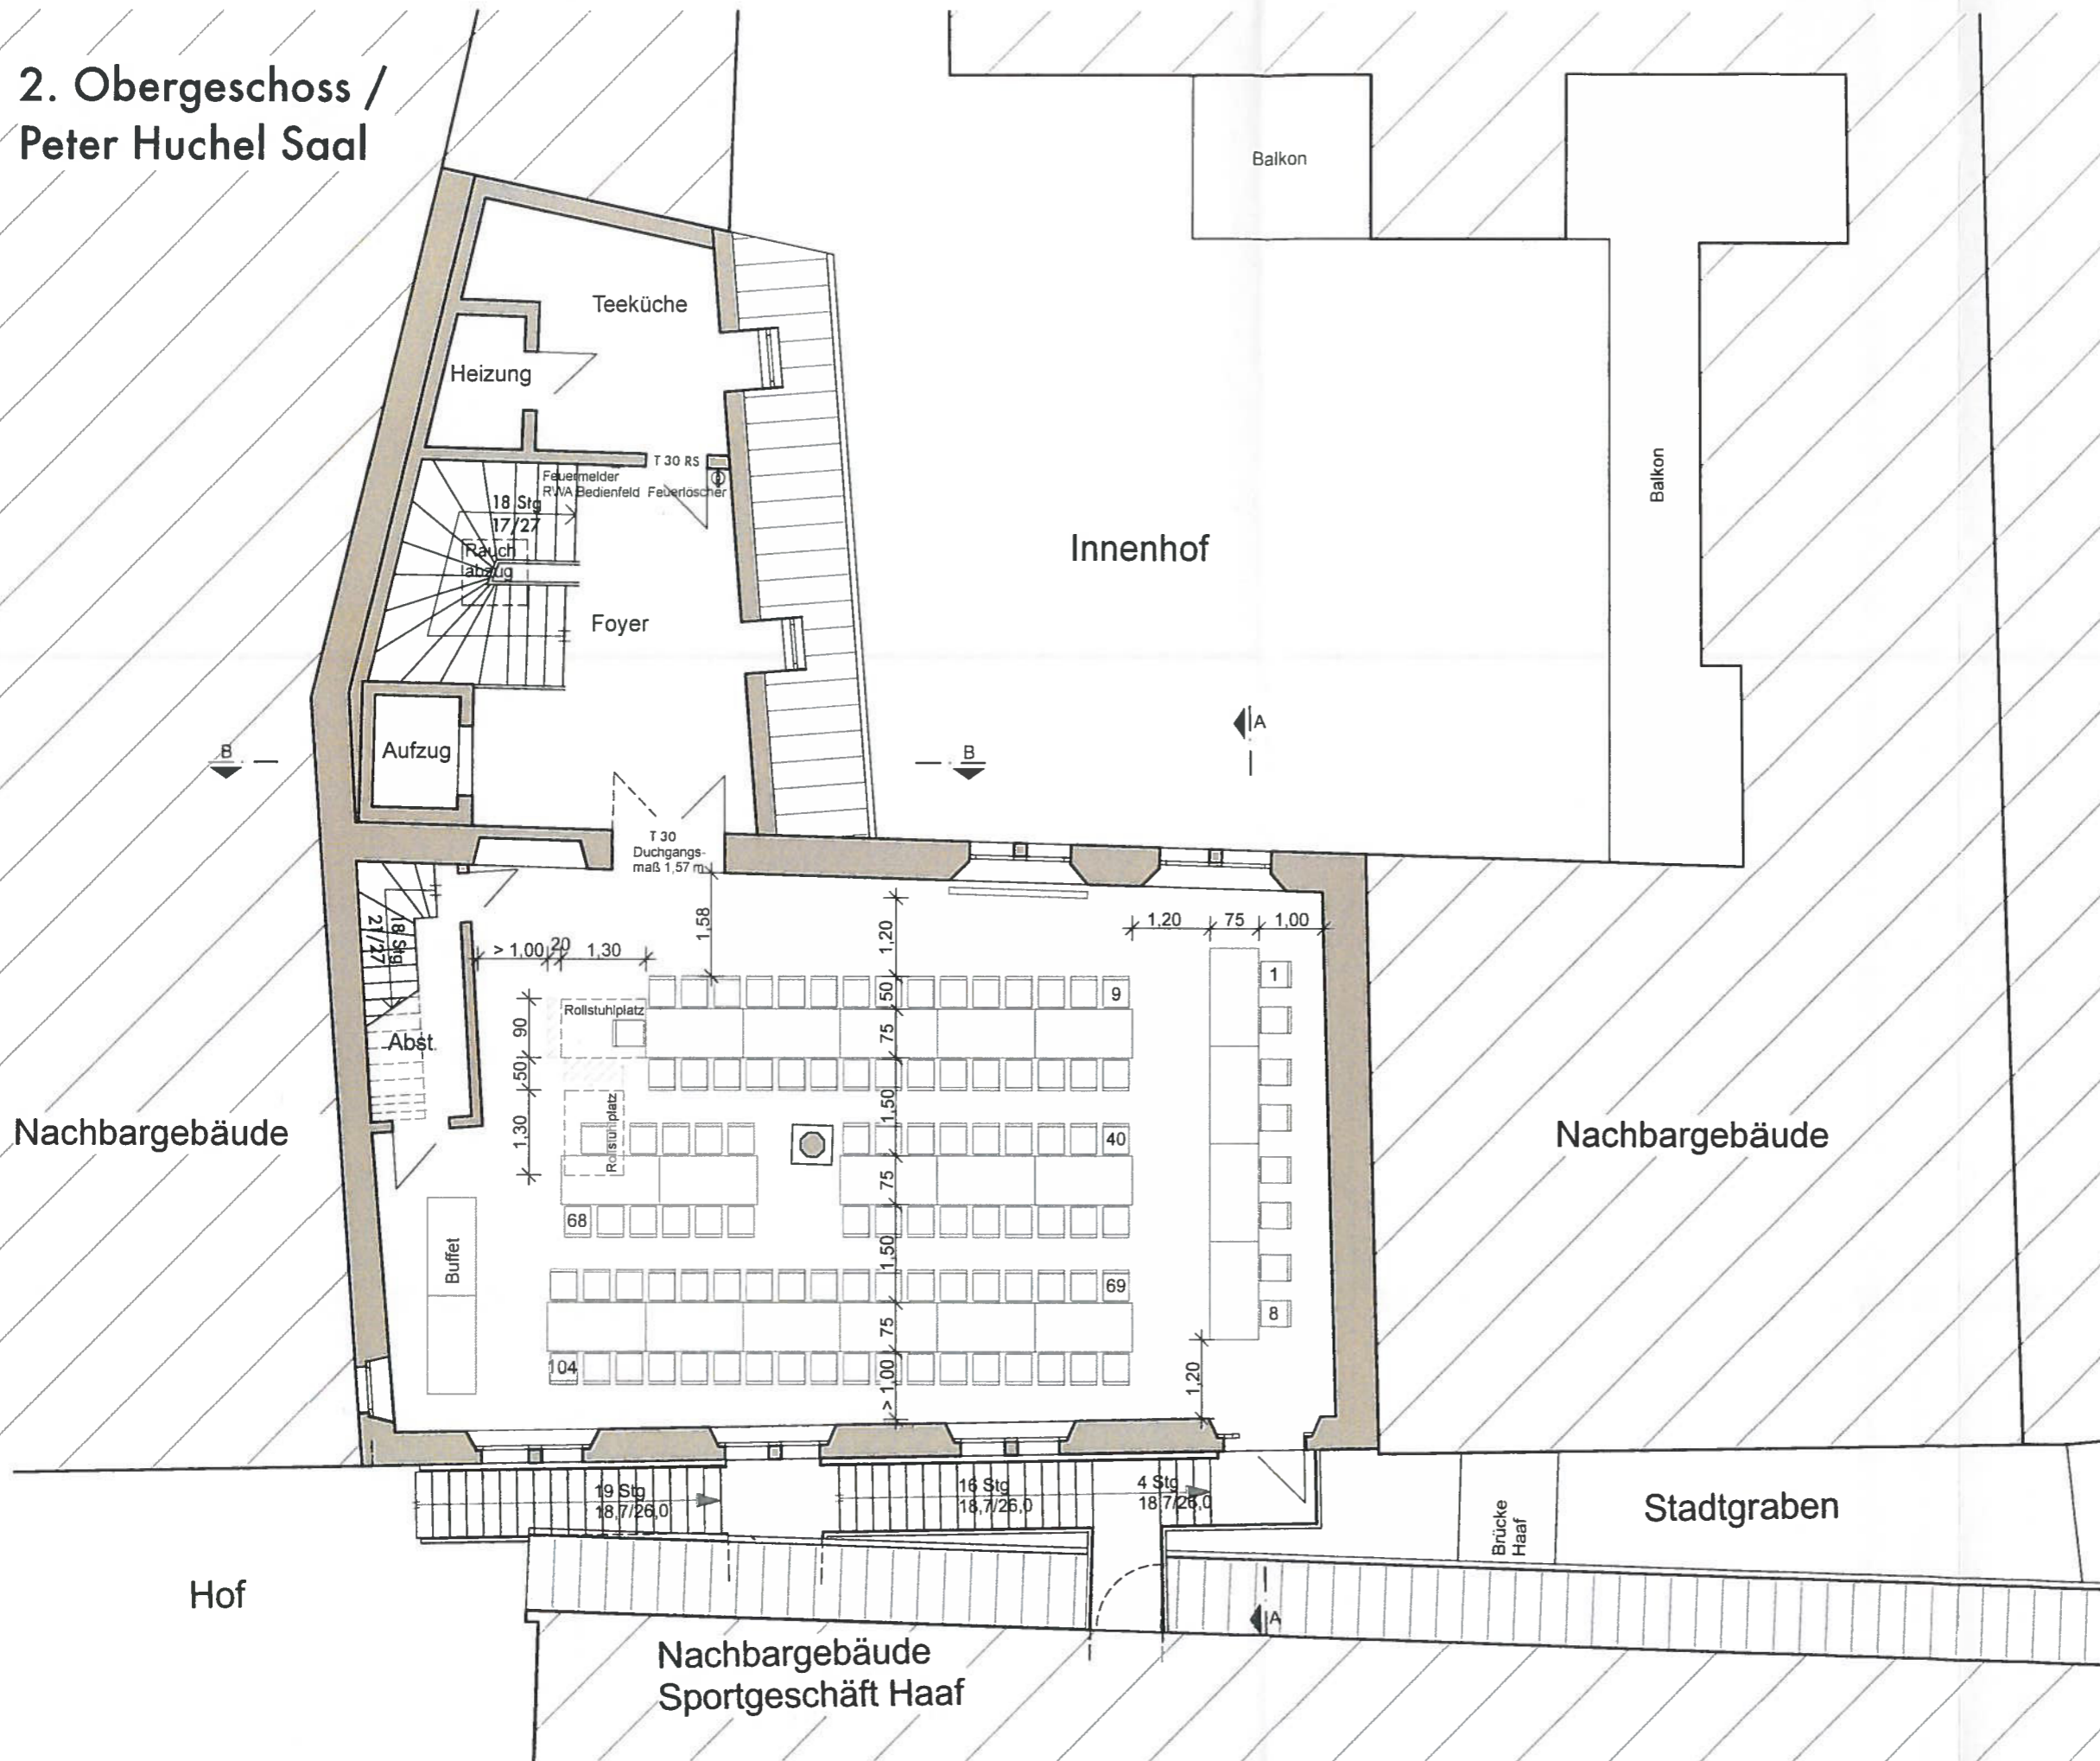 2. Obergeschoss /
Peter Huchel Saal
Balkon
Teeküche
Heizung
T 30 RS
Feuermelder
RWA Bedienfeld Feuerlöscher
18 Stg
17/27
Rauch
abzug
Balkon
Innenhof
Foyer
A
Aufzug
B
B
T 30
Duchgangs-
maß 1,57 m
18 Stg
21/27
> 1,00
20
1,30
1,58
1,20
1,20
75
1,00
1
9
50
Rollstuhlplatz
90
75
Abst.
50
1,30
Rollstuhlplatz
1,50
40
Nachbargebäude
Nachbargebäude
75
68
Buffet
1,50
69
8
75
104
> 1,00
1,20
19 Stg
18,7/26,0
16 Stg
18,7/26,0
4 Stg
18,7/26,0
Brücke
Haaf
Stadtgraben
Hof
A
Nachbargebäude
Sportgeschäft Haaf